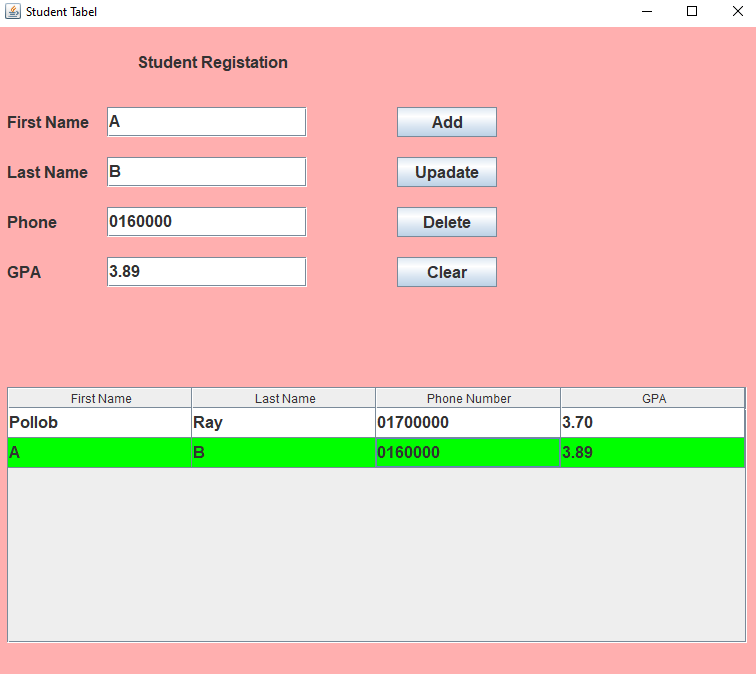 Student Tabel
Student Registation
First Name A Add
Last Name B Upadate
Phone 0160000 Delete
GPA 3.89 Clear
First Name Last Name Phone Number GPA
Pollob Ray 01700000 3.70
A B 0160000 3.89